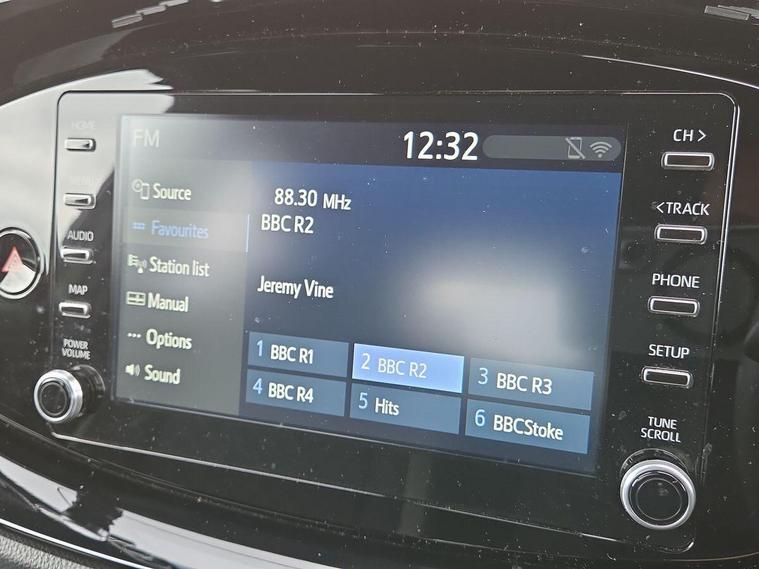 FM
12:32
HOME
MENU
AUDIO
MAP
POWER
VOLUME
Source
Favourites
Station list
Manual
Options
Sound
88.30 MHz
BBC R2
Jeremy Vine
1 BBC R1
2 BBC R2
3 BBC R3
4 BBC R4
5 Hits
6 BBCStoke
CH >
< TRACK
PHONE
SETUP
TUNE
SCROLL